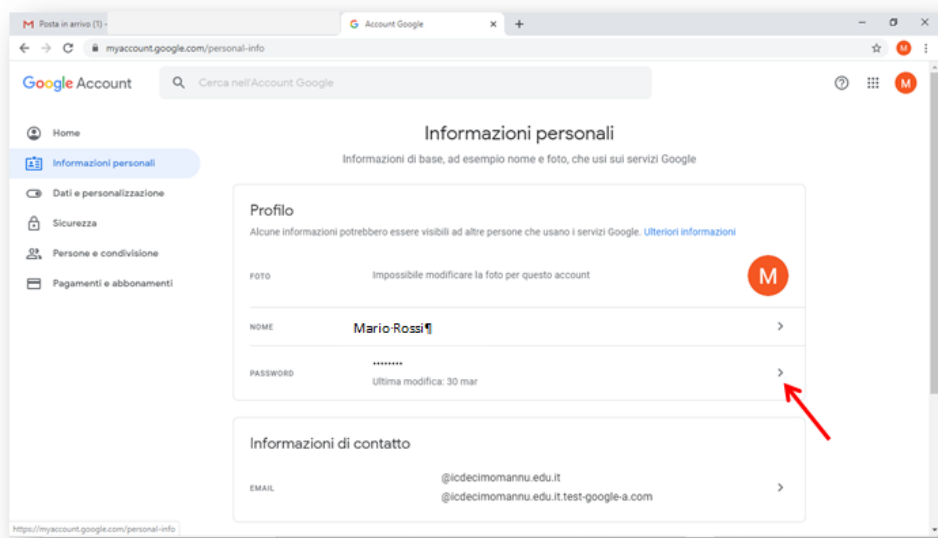 Posta in arrivo (1) -
Account Google
myaccount.google.com/personal-info
M
Google Account
Cerca nell'Account Google
M
Home
Informazioni personali
Dati e personalizzazione
Sicurezza
Persone e condivisione
Pagamenti e abbonamenti
Informazioni personali
Informazioni di base, ad esempio nome e foto, che usi sui servizi Google
Profilo
Alcune informazioni potrebbero essere visibili ad altre persone che usano i servizi Google. Ulteriori informazioni
FOTO
Impossibile modificare la foto per questo account
M
NOME
Mario·Rossi¶
PASSWORD
••••••••
Ultima modifica: 30 mar
Informazioni di contatto
EMAIL
@icdecimomannu.edu.it
@icdecimomannu.edu.it.test-google-a.com
https://myaccount.google.com/personal-info